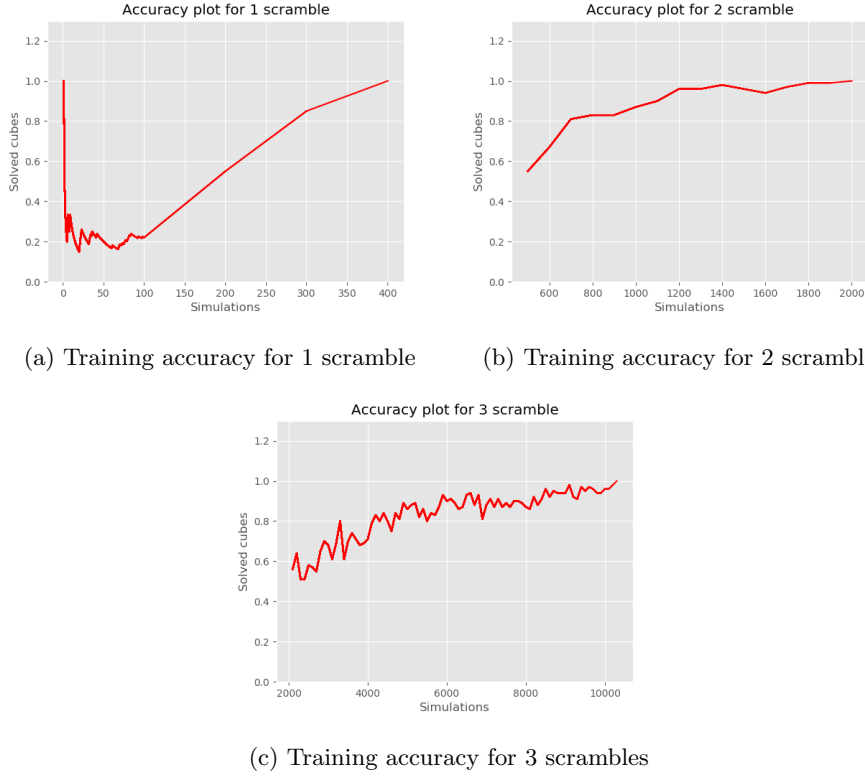 Accuracy plot for 1 scramble
1.2
1.0
0.8
0.6
0.4
0.2
0.0
Solved cubes
0 50 100 150 200 250 300 350 400
Simulations
(a) Training accuracy for 1 scramble
Accuracy plot for 2 scramble
1.2
1.0
0.8
0.6
0.4
0.2
0.0
Solved cubes
600 800 1000 1200 1400 1600 1800 2000
Simulations
(b) Training accuracy for 2 scrambl
Accuracy plot for 3 scramble
1.2
1.0
0.8
0.6
0.4
0.2
0.0
Solved cubes
2000 4000 6000 8000 10000
Simulations
(c) Training accuracy for 3 scrambles